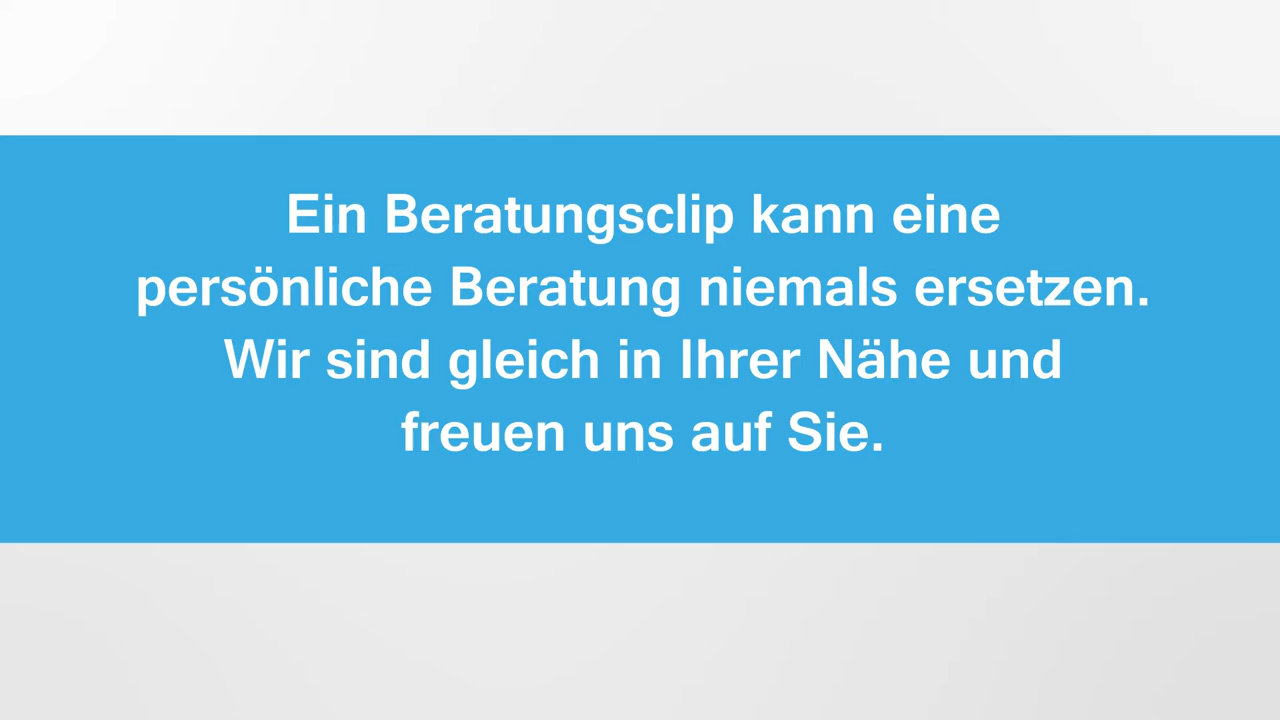 Ein Beratungsclip kann eine
persönliche Beratung niemals ersetzen.
Wir sind gleich in Ihrer Nähe und
freuen uns auf Sie.